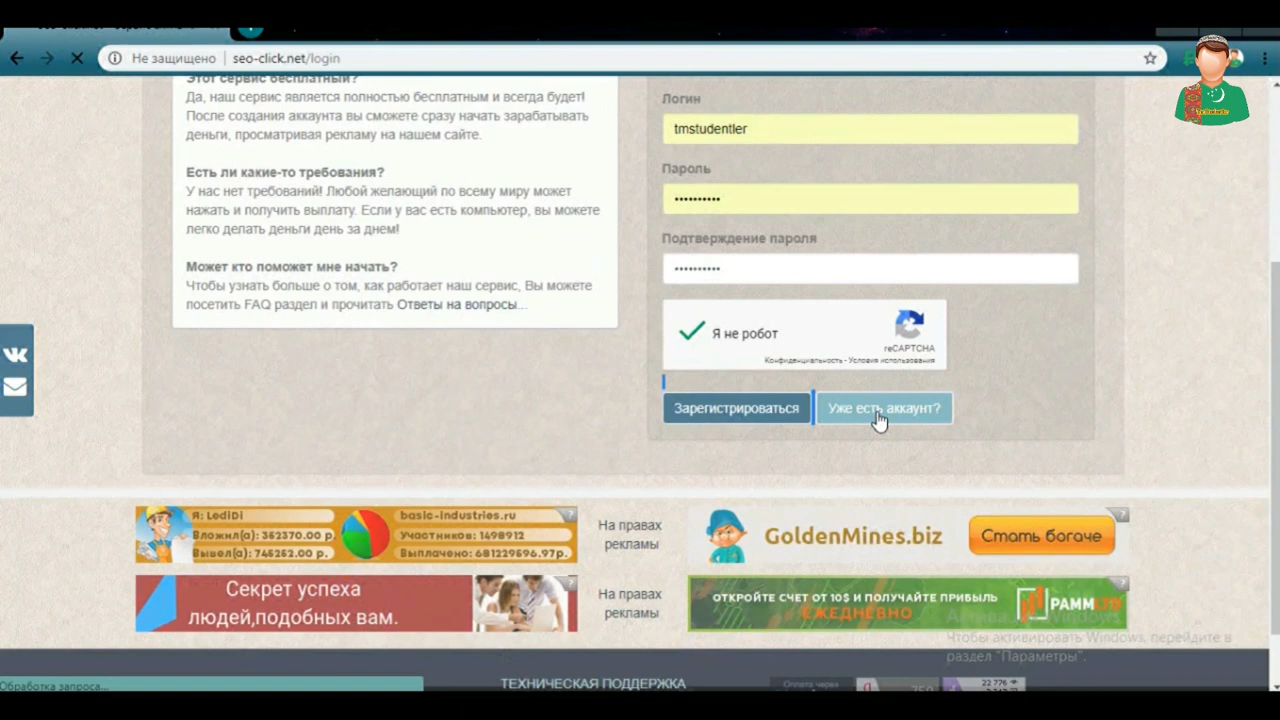 Не защищено
seo-click.net/login
Этот сервис бесплатный?
Да, наш сервис является полностью бесплатным и всегда будет!
После создания аккаунта вы сможете сразу начать зарабатывать
деньги, просматривая рекламу на нашем сайте.
Есть ли какие-то требования?
У нас нет требований! Любой желающий по всему миру может
нажать и получить выплату. Если у вас есть компьютер, вы можете
легко делать деньги день за днем!
Может кто поможет мне начать?
Чтобы узнать больше о том, как работает наш сервис, Вы можете
посетить FAQ раздел и прочитать Ответы на вопросы...
Логин
tmstudentler
Пароль
••••••••••
Подтверждение пароля
••••••••••
Я не робот
reCAPTCHA
Конфиденциальность - Условия использования
Зарегистрироваться
Уже есть аккаунт?
Я: LediDi
Вложил(а): 352370.00 р.
Вывел(а): 745252.00 р.
basic-industries.ru
Участников: 1498912
Выплачено: 681229596.97р.
На правах
рекламы
GoldenMines.biz
Стать богаче
Секрет успеха
людей,подобных вам.
На правах
рекламы
ОТКРОЙТЕ СЧЕТ ОТ 10$ И ПОЛУЧАЙТЕ ПРИБЫЛЬ
ЕЖЕДНЕВНО
PAMM LTD
Чтобы активировать Windows, перейдите в
раздел "Параметры".
Обработка запроса...
ТЕХНИЧЕСКАЯ ПОДДЕРЖКА
Оплата через
22 776